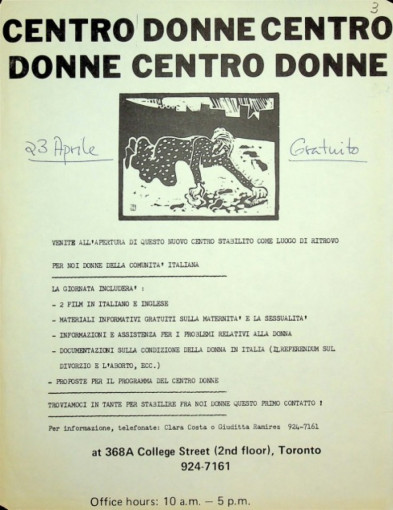 3
CENTRO DONNE CENTRO
DONNE CENTRO DONNE
23 Aprile
Gratuito
VENITE ALL'APERTURA DI QUESTO NUOVO CENTRO STABILITO COME LUOGO DI RITROVO
PER NOI DONNE DELLA COMUNITA' ITALIANA
LA GIORNATA INCLUDERA' :
- 2 FILM IN ITALIANO E INGLESE
- MATERIALI INFORMATIVI GRATUITI SULLA MATERNITA' E LA SESSUALITA'
- INFORMAZIONI E ASSISTENZA PER I PROBLEMI RELATIVI ALLA DONNA
- DOCUMENTAZIONI SULLA CONDIZIONE DELLA DONNA IN ITALIA (IL REFERENDUM SUL
DIVORZIO E L'ABORTO, ECC.)
- PROPOSTE PER IL PROGRAMMA DEL CENTRO DONNE
TROVIAMOCI IN TANTE PER STABILIRE FRA NOI DONNE QUESTO PRIMO CONTATTO !
Per informazione, telefonate: Clara Costa o Giuditta Ramirez 924-7161
at 368A College Street (2nd floor), Toronto
924-7161
Office hours: 10 a.m. – 5 p.m.